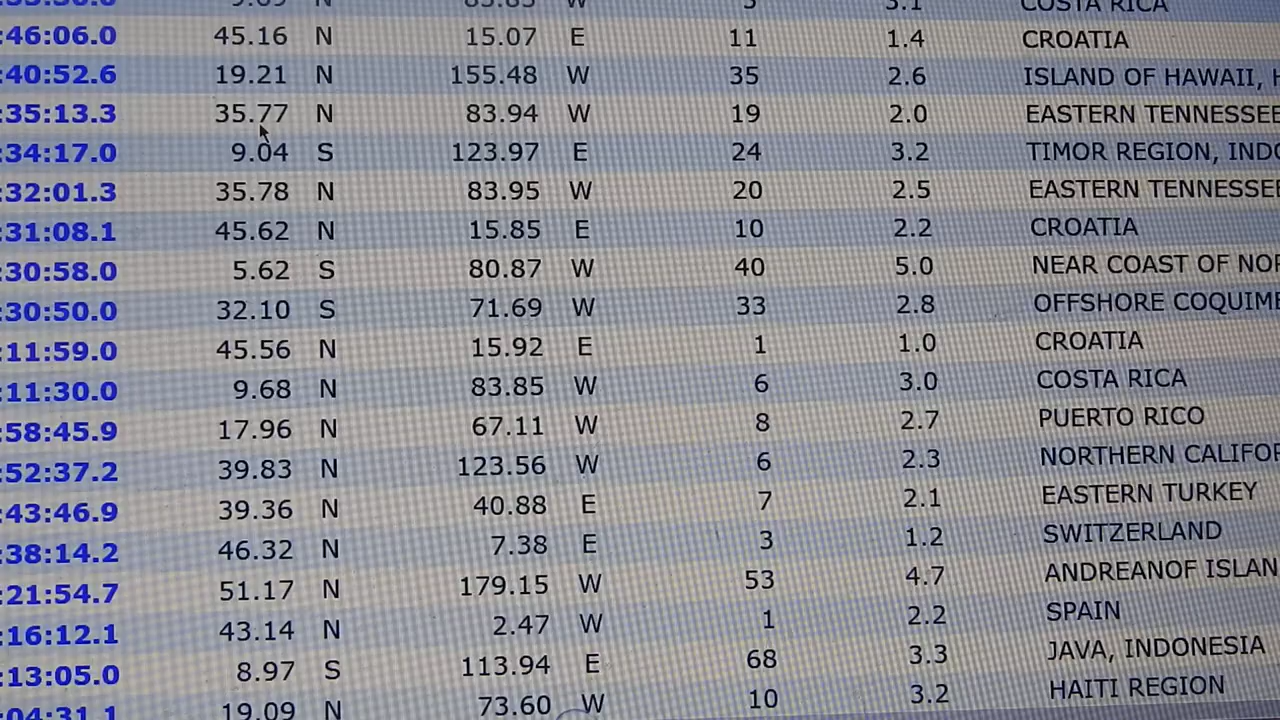 COSTA RICA
:46:06.0 45.16 N 15.07 E 11 1.4 CROATIA
:40:52.6 19.21 N 155.48 W 35 2.6 ISLAND OF HAWAII, H
:35:13.3 35.77 N 83.94 W 19 2.0 EASTERN TENNESSEE
:34:17.0 9.04 S 123.97 E 24 3.2 TIMOR REGION, INDO
:32:01.3 35.78 N 83.95 W 20 2.5 EASTERN TENNESSEE
:31:08.1 45.62 N 15.85 E 10 2.2 CROATIA
:30:58.0 5.62 S 80.87 W 40 5.0 NEAR COAST OF NOR
:30:50.0 32.10 S 71.69 W 33 2.8 OFFSHORE COQUIMB
:11:59.0 45.56 N 15.92 E 1 1.0 CROATIA
:11:30.0 9.68 N 83.85 W 6 3.0 COSTA RICA
:58:45.9 17.96 N 67.11 W 8 2.7 PUERTO RICO
:52:37.2 39.83 N 123.56 W 6 2.3 NORTHERN CALIFOR
:43:46.9 39.36 N 40.88 E 7 2.1 EASTERN TURKEY
:38:14.2 46.32 N 7.38 E 3 1.2 SWITZERLAND
:21:54.7 51.17 N 179.15 W 53 4.7 ANDREANOF ISLAN
:16:12.1 43.14 N 2.47 W 1 2.2 SPAIN
:13:05.0 8.97 S 113.94 E 68 3.3 JAVA, INDONESIA
:04:31.1 19.09 N 73.60 W 10 3.2 HAITI REGION